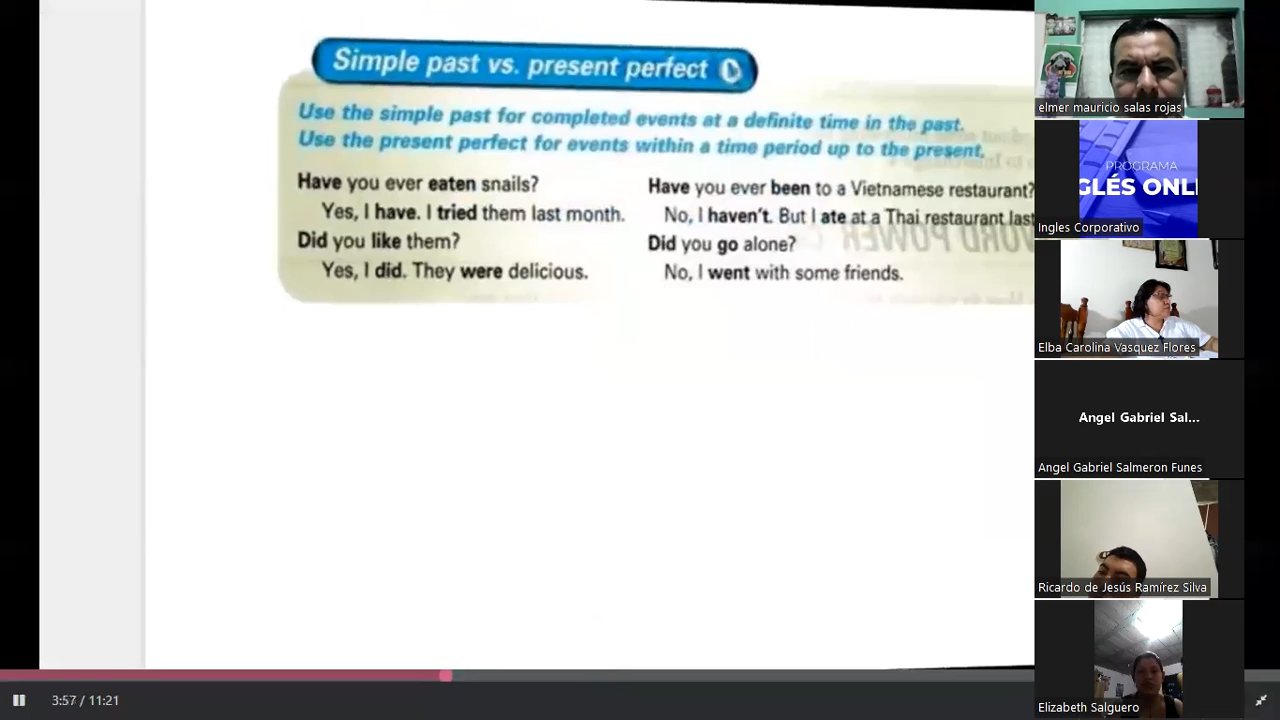 Simple past vs. present perfect
Use the simple past for completed events at a definite time in the past.
Use the present perfect for events within a time period up to the present.
Have you ever eaten snails?
Yes, I have. I tried them last month.
Did you like them?
Yes, I did. They were delicious.
Have you ever been to a Vietnamese restaurant?
No, I haven't. But I ate at a Thai restaurant last
Did you go alone?
No, I went with some friends.
WORD POWER
elmer mauricio salas rojas
PROGRAMA
GLÉS ONLI
Ingles Corporativo
Elba Carolina Vasquez Flores
Angel Gabriel Sal...
Angel Gabriel Salmeron Funes
Ricardo de Jesús Ramírez Silva
Elizabeth Salguero
3:57 / 11:21